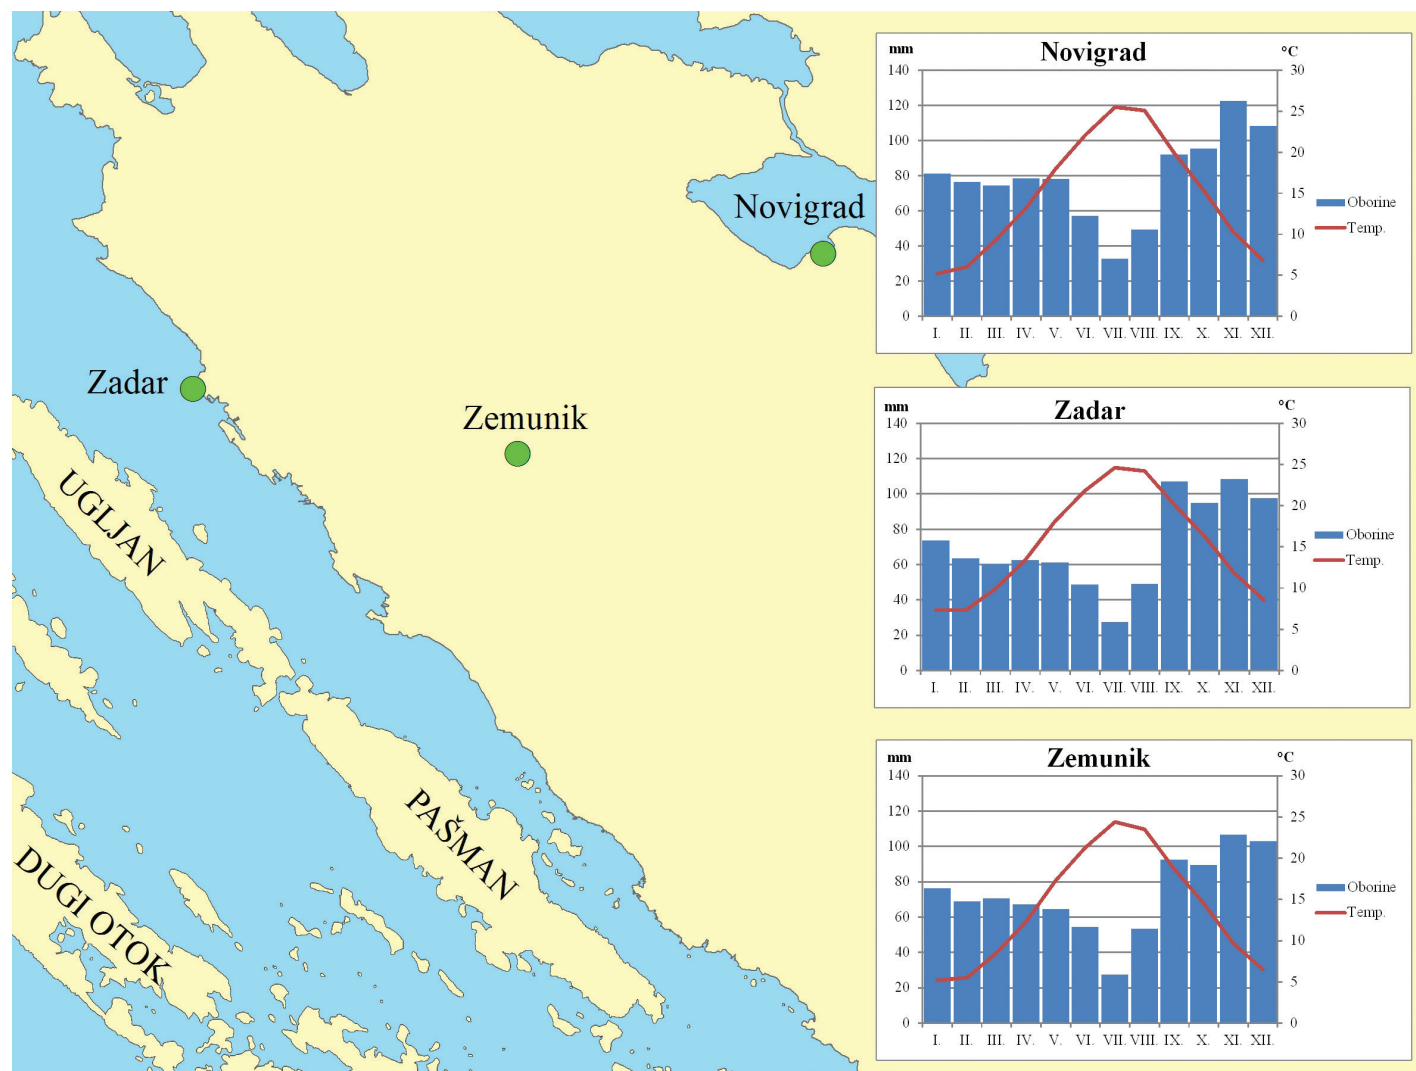 Novigrad
Zadar
Zemunik
UGLJAN
PAŠMAN
DUGI OTOK
mm
Novigrad
°C
140
120
100
80
60
40
20
0
30
25
20
15
10
5
0
I. II. III. IV. V. VI. VII. VIII. IX. X. XI. XII.
Oborine
Temp.
mm
Zadar
°C
140
120
100
80
60
40
20
0
30
25
20
15
10
5
0
I. II. III. IV. V. VI. VII. VIII. IX. X. XI. XII.
Oborine
Temp.
mm
Zemunik
°C
140
120
100
80
60
40
20
0
30
25
20
15
10
5
0
I. II. III. IV. V. VI. VII. VIII. IX. X. XI. XII.
Oborine
Temp.